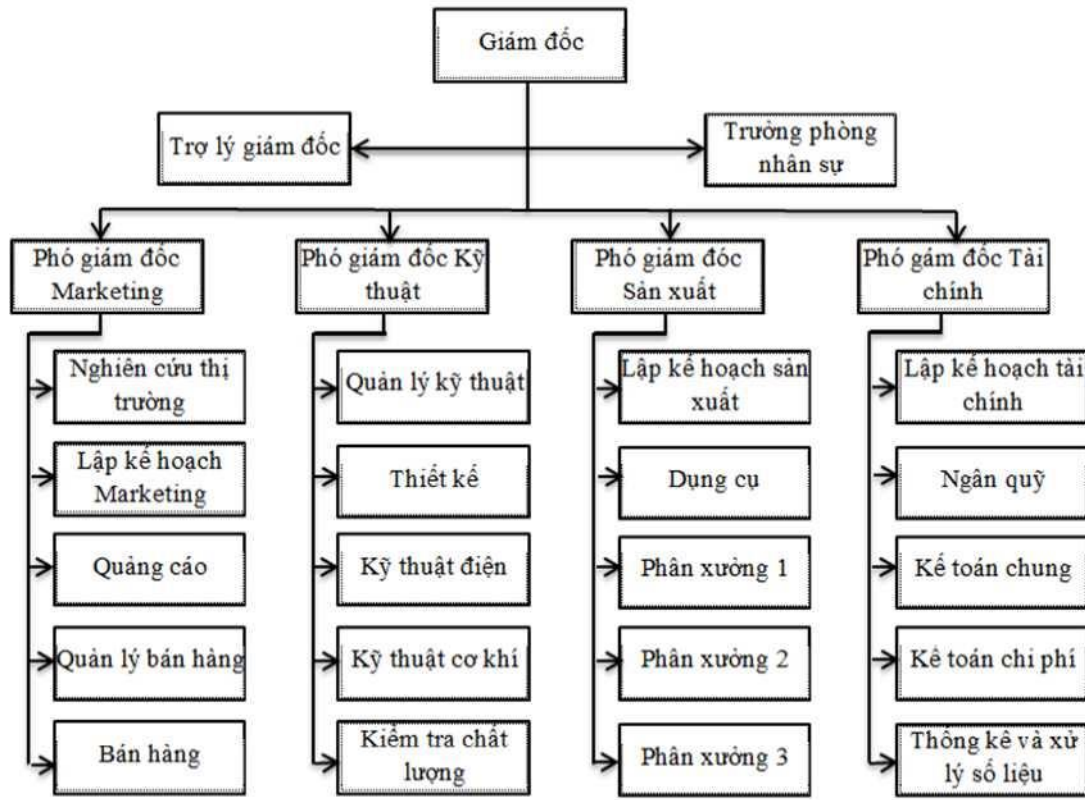 Giám đốc
Trợ lý giám đốc
Trưởng phòng
nhân sự
Phó giám đốc
Marketing
Phó giám đốc Kỹ
thuật
Phó giám đóc
Sản xuất
Phó gám đốc Tài
chính
Nghiên cứu thị
trường
Lập kế hoạch
Marketing
Quảng cáo
Quản lý bán hàng
Bán hàng
Quản lý kỹ thuật
Thiết kế
Kỹ thuật điện
Kỹ thuật cơ khí
Kiểm tra chất
lượng
Lập kế hoạch sản
xuất
Dụng cụ
Phân xưởng 1
Phân xưởng 2
Phân xưởng 3
Lập kế hoạch tài
chính
Ngân quỹ
Kế toán chung
Kế toán chi phí
Thống kê và xử
lý số liệu